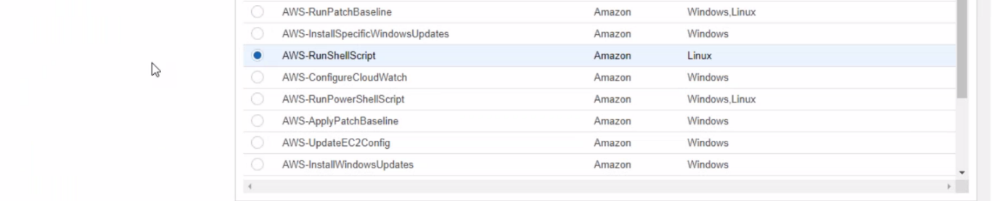 AWS-RunPatchBaseline Amazon Windows,Linux
AWS-InstallSpecificWindowsUpdates Amazon Windows
AWS-RunShellScript Amazon Linux
AWS-ConfigureCloudWatch Amazon Windows
AWS-RunPowerShellScript Amazon Windows,Linux
AWS-ApplyPatchBaseline Amazon Windows
AWS-UpdateEC2Config Amazon Windows
AWS-InstallWindowsUpdates Amazon Windows